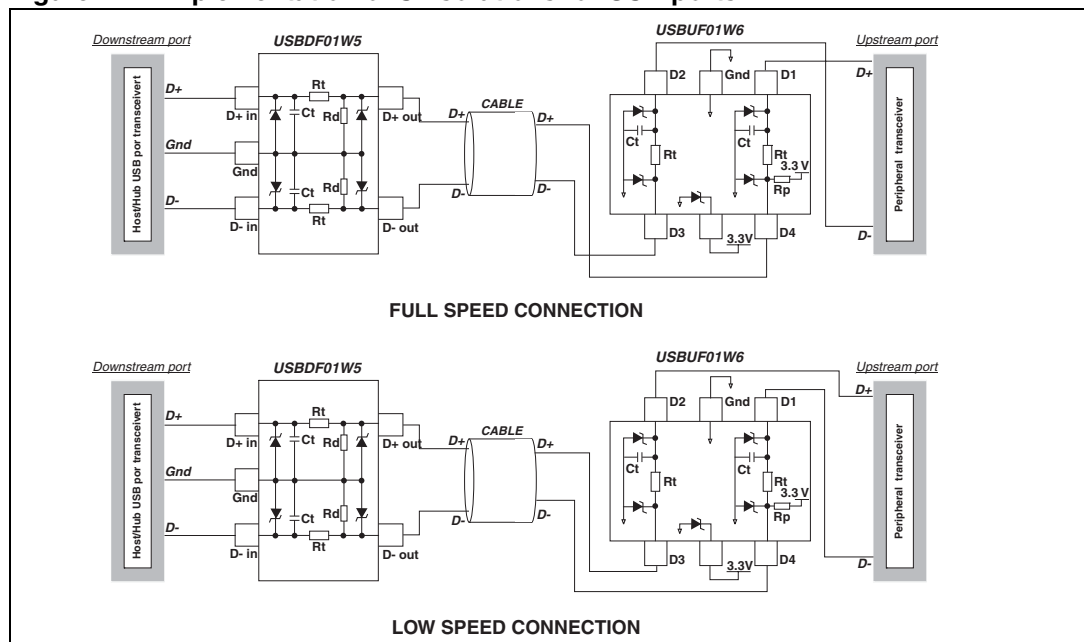 Downstream port
USBDF01W5
USBUF01W6
Upstream port
Host/Hub USB por transceivert
D+
Gnd
D-
D+ in
Gnd
D- in
Rt
Ct
Rd
Ct
Rd
Rt
D+ out
D- out
CABLE
D+
D-
D+
D-
D2
Gnd
D1
Ct
Rt
Ct
Rt
3.3 V
Rp
D3
3.3V
D4
D+
D-
Peripheral transceiver
FULL SPEED CONNECTION
Downstream port
USBDF01W5
USBUF01W6
Upstream port
Host/Hub USB por transceivert
D+
Gnd
D-
D+ in
Gnd
D- in
Rt
Ct
Rd
Ct
Rd
Rt
D+ out
D- out
CABLE
D+
D-
D+
D-
D2
Gnd
D1
Ct
Rt
Ct
Rt
3.3 V
Rp
D3
3.3V
D4
D+
D-
Peripheral transceiver
LOW SPEED CONNECTION